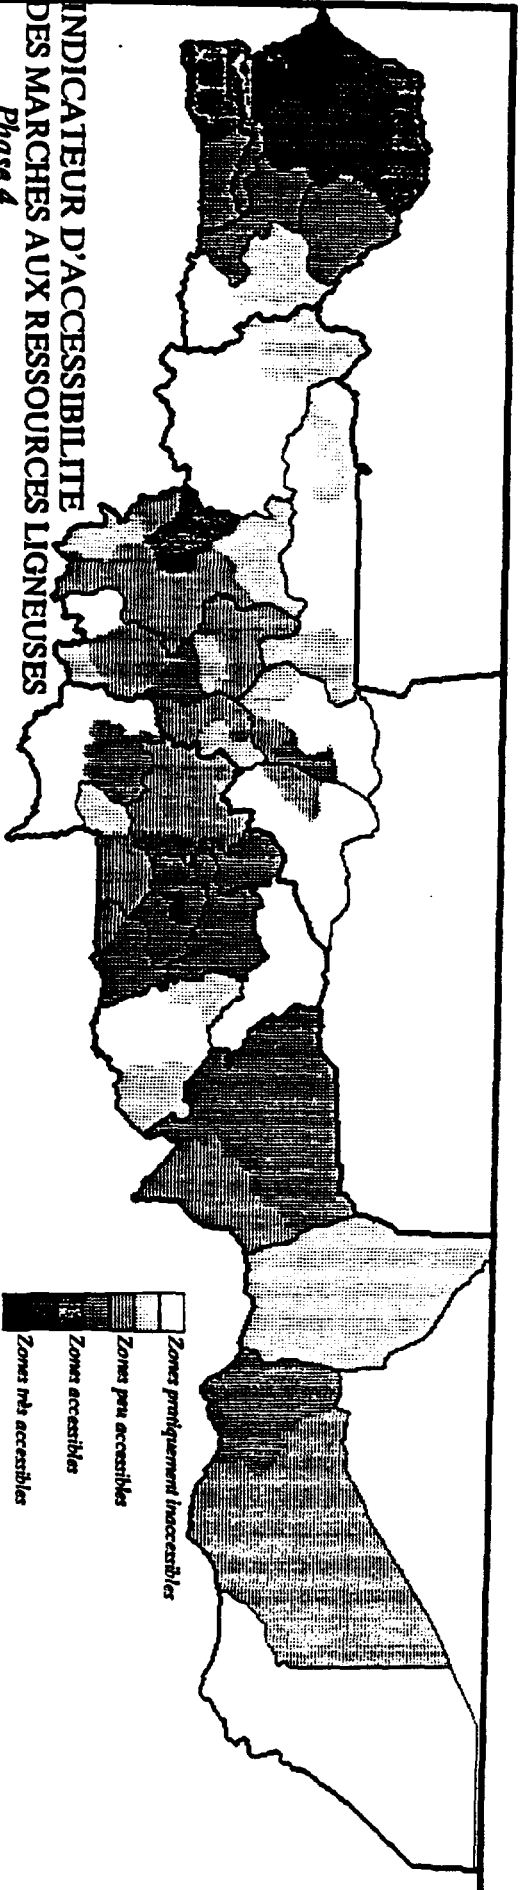 INDICATEUR D'ACCESSIBILITE
DES MARCHES AUX RESSOURCES LIGNEUSES
Phase 4
Zones pratiquement inaccessibles
Zones peu accessibles
Zones accessibles
Zones très accessibles